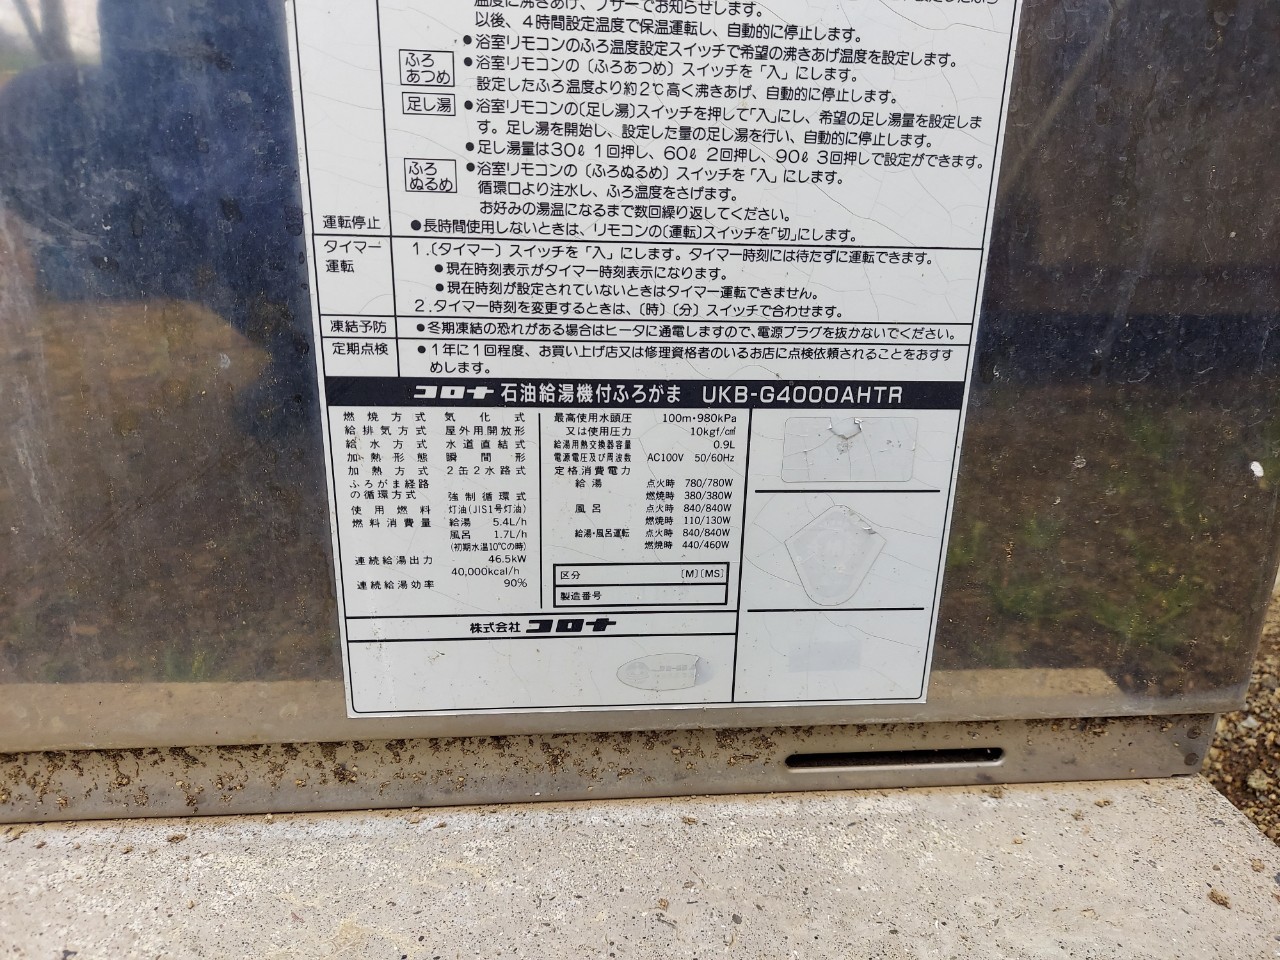 温度に沸きあげ、ブザーでお知らせします。
以後、4時間設定温度で保温運転し、自動的に停止します。
●浴室リモコンのふろ温度設定スイッチで希望の沸きあげ温度を設定します。
ふろあつめ ●浴室リモコンの〔ふろあつめ〕スイッチを「入」にします。
設定したふろ温度より約2℃高く沸きあげ、自動的に停止します。
足し湯 ●浴室リモコンの〔足し湯〕スイッチを押して「入」にし、希望の足し湯量を設定しま
す。足し湯を開始し、設定した量の足し湯を行い、自動的に停止します。
●足し湯量は30ℓ 1回押し、60ℓ 2回押し、90ℓ 3回押しで設定ができます。
ふろぬるめ ●浴室リモコンの〔ふろぬるめ〕スイッチを「入」にします。
循環口より注水し、ふろ温度をさげます。
お好みの湯温になるまで数回繰り返してください。
運転停止 ●長時間使用しないときは、リモコンの〔運転〕スイッチを「切」にします。
タイマー運転 1.〔タイマー〕スイッチを「入」にします。タイマー時刻には待たずに運転できます。
●現在時刻表示がタイマー時刻表示になります。
●現在時刻が設定されていないときはタイマー運転できません。
2.タイマー時刻を変更するときは、〔時〕〔分〕スイッチで合わせます。
凍結予防 ●冬期凍結の恐れがある場合はヒータに通電しますので、電源プラグを抜かないでください。
定期点検 ●1年に1回程度、お買い上げ店又は修理資格者のいるお店に点検依頼されることをおすす
めします。
コロナ 石油給湯機付ふろがま UKB-G4000AHTR
燃焼方式 気化式
給排気方式 屋外用開放形
給水方式 水道直結式
加熱形態 瞬間形
加熱方式 2缶2水路式
ふろがま経路
の循環方式 強制循環式
使用燃料 灯油(JIS1号灯油)
燃料消費量 給湯 5.4L/h
風呂 1.7L/h
(初期水温10℃の時)
連続給湯出力 46.5kW
40,000kcal/h
連続給湯効率 90%
最高使用水頭圧 100m・980kPa
又は使用圧力 10kgf/c㎡
給湯用熱交換器容量 0.9L
電源電圧及び周波数 AC100V 50/60Hz
定格消費電力
給湯 点火時 780/780W
燃焼時 380/380W
風呂 点火時 840/840W
燃焼時 110/130W
給湯・風呂運転 点火時 840/840W
燃焼時 440/460W
区分 [M][MS]
製造番号
株式会社 コロナ